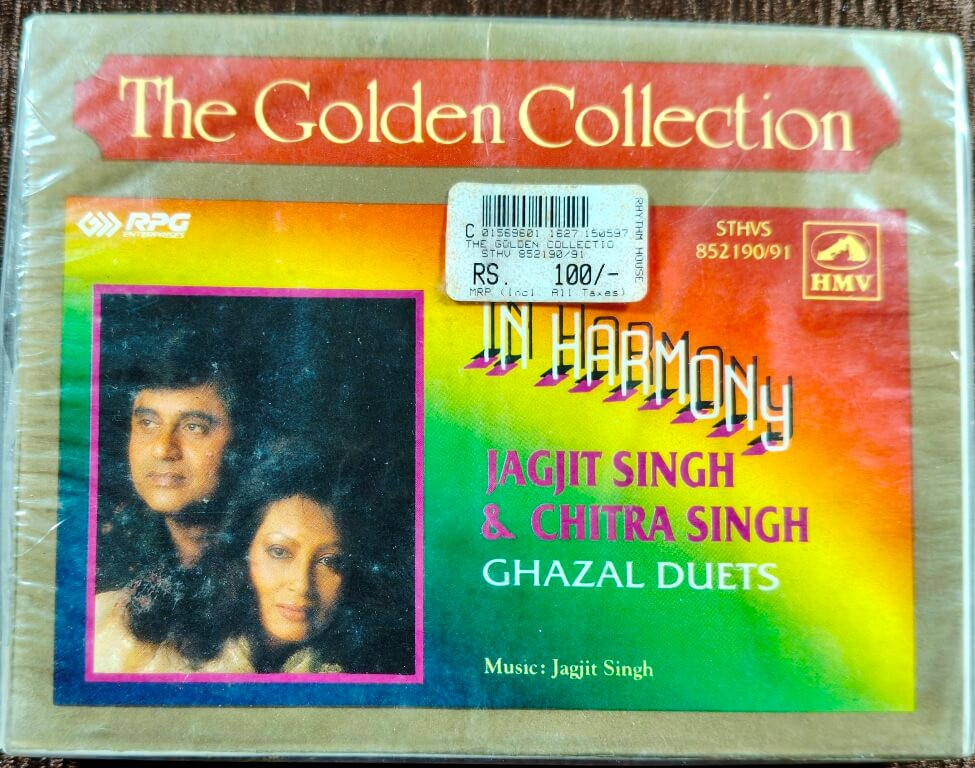 The Golden Collection
RPG
ENTERPRISES
STHVS
852190/91
HMV
C 01569601 1827 150597
THE GOLDEN COLLECTIO
STHV 852190/91
RS. 100/-
MRP (Incl All Taxes)
RHYTHM HOUSE
IN HARMONY
JAGJIT SINGH
& CHITRA SINGH
GHAZAL DUETS
Music: Jagjit Singh